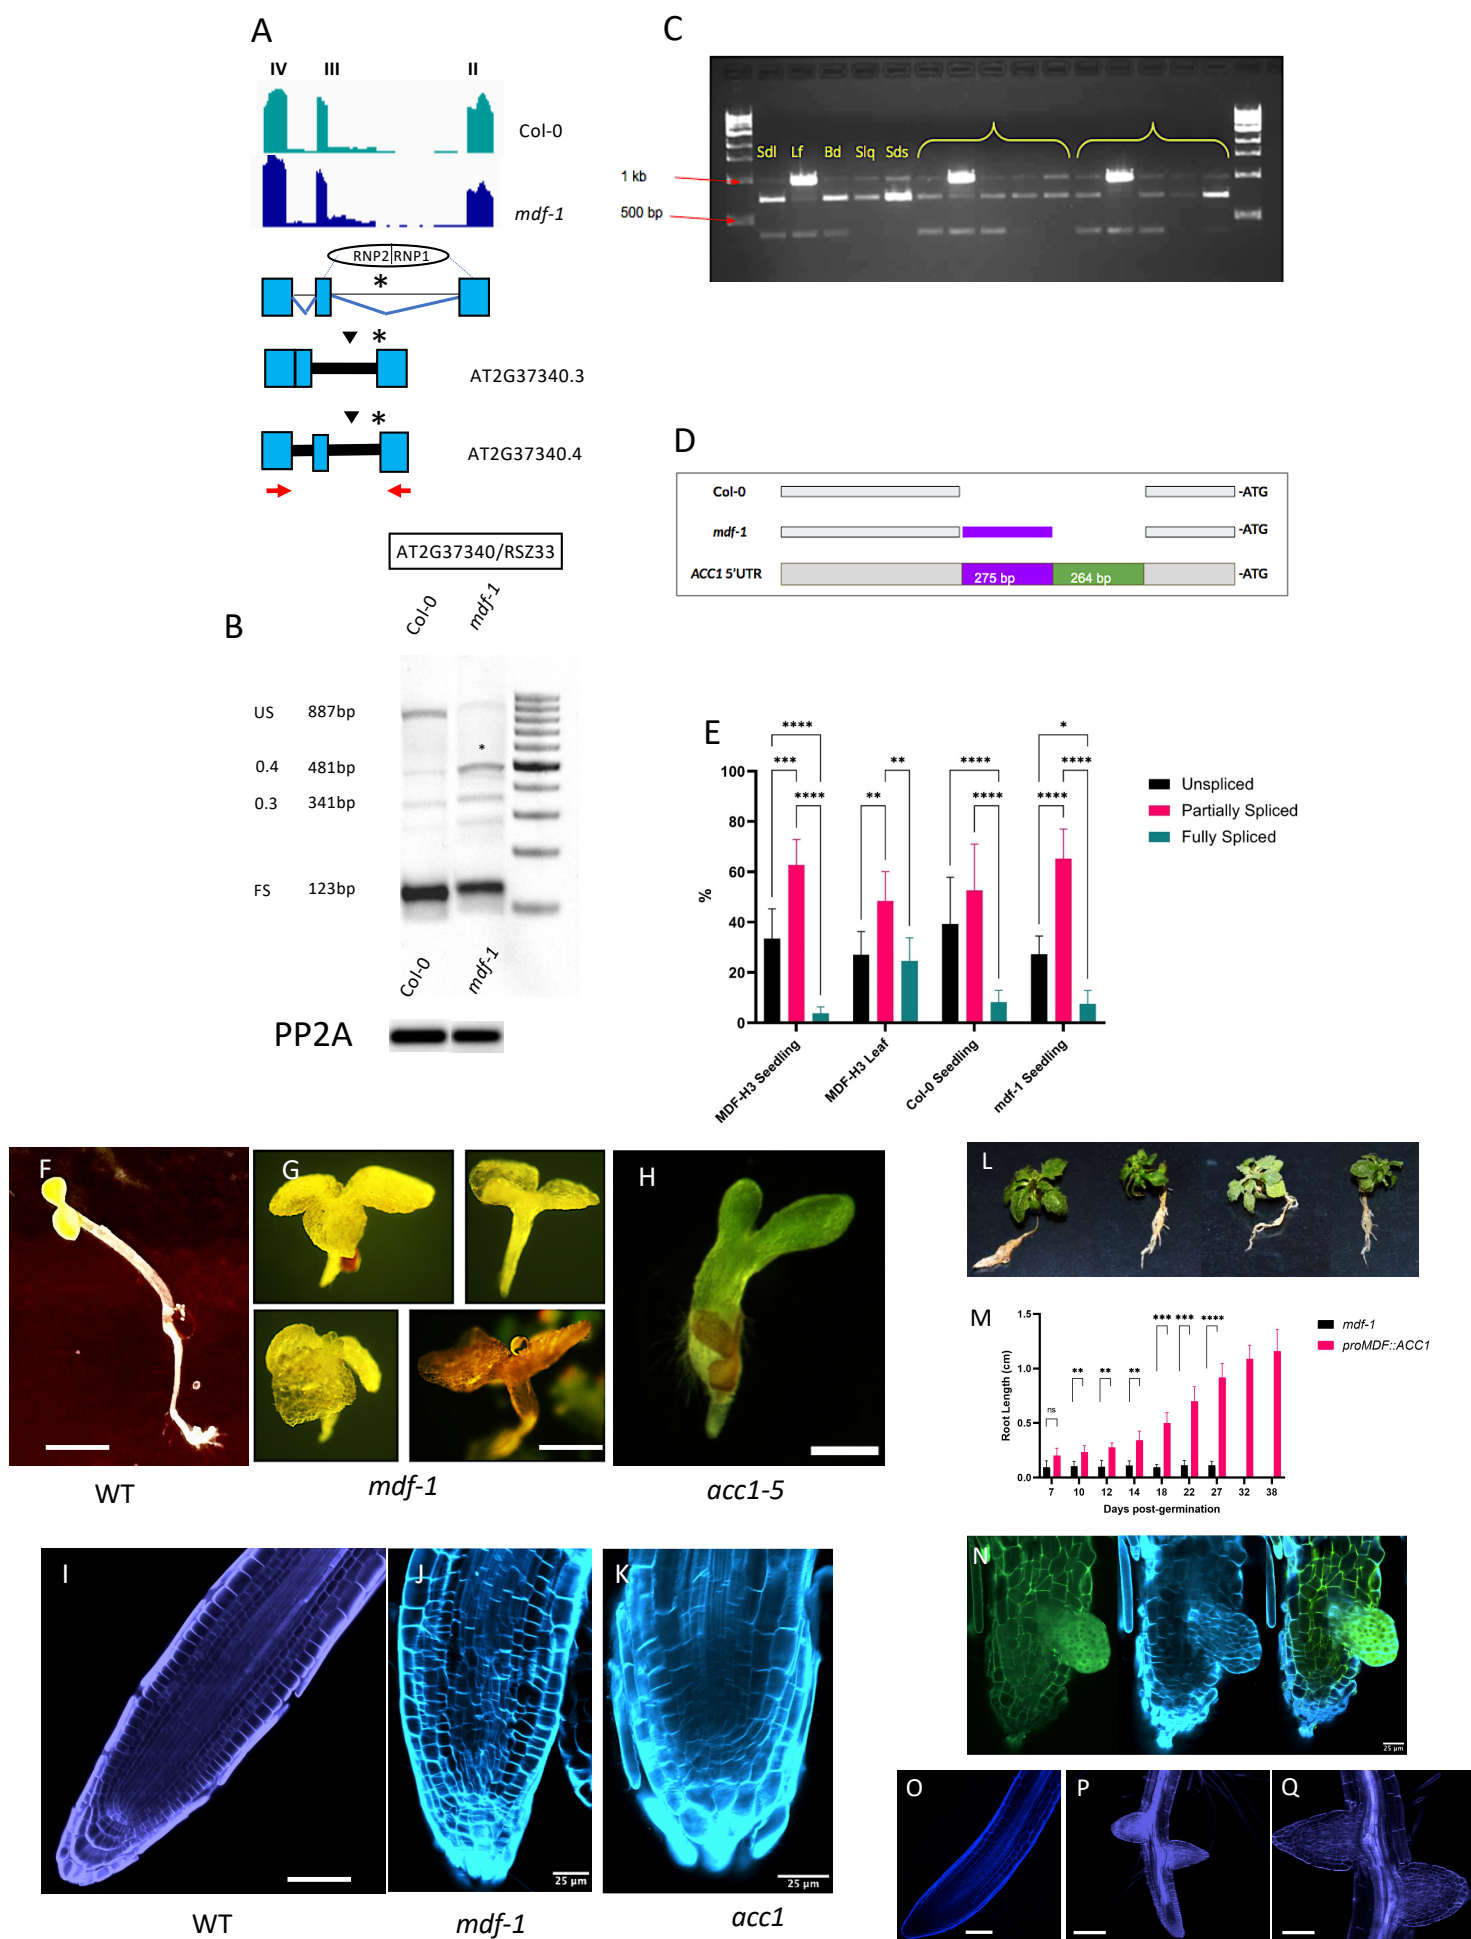 A
IV III II
Col-0
mdf-1
RNP2|RNP1
*
*
AT2G37340.3
*
AT2G37340.4
AT2G37340/RSZ33
B
Col-0
mdf-1
US 887bp
*
0.4 481bp
0.3 341bp
FS 123bp
Col-0
mdf-1
PP2A
C
Sdl Lf Bd Slq Sds
1 kb
500 bp
D
Col-0 -ATG
mdf-1 -ATG
ACC1 5'UTR 275 bp 264 bp -ATG
E
**** **** *
*** ** **** ****
**** ** **** ****
100
80
60
40
20
0
%
Unspliced
Partially Spliced
Fully Spliced
MDF-H3 Seedling
MDF-H3 Leaf
Col-0 Seedling
mdf-1 Seedling
F
WT
G
mdf-1
H
acc1-5
I
WT
J
25 µm
mdf-1
K
25 µm
acc1
L
M
1.5
1.0
0.5
0.0
Root Length (cm)
ns ** ** ** *** *** ****
mdf-1
proMDF::ACC1
7 10 12 14 18 22 27 32 38
Days post-germination
N
25 µm
O
P
Q